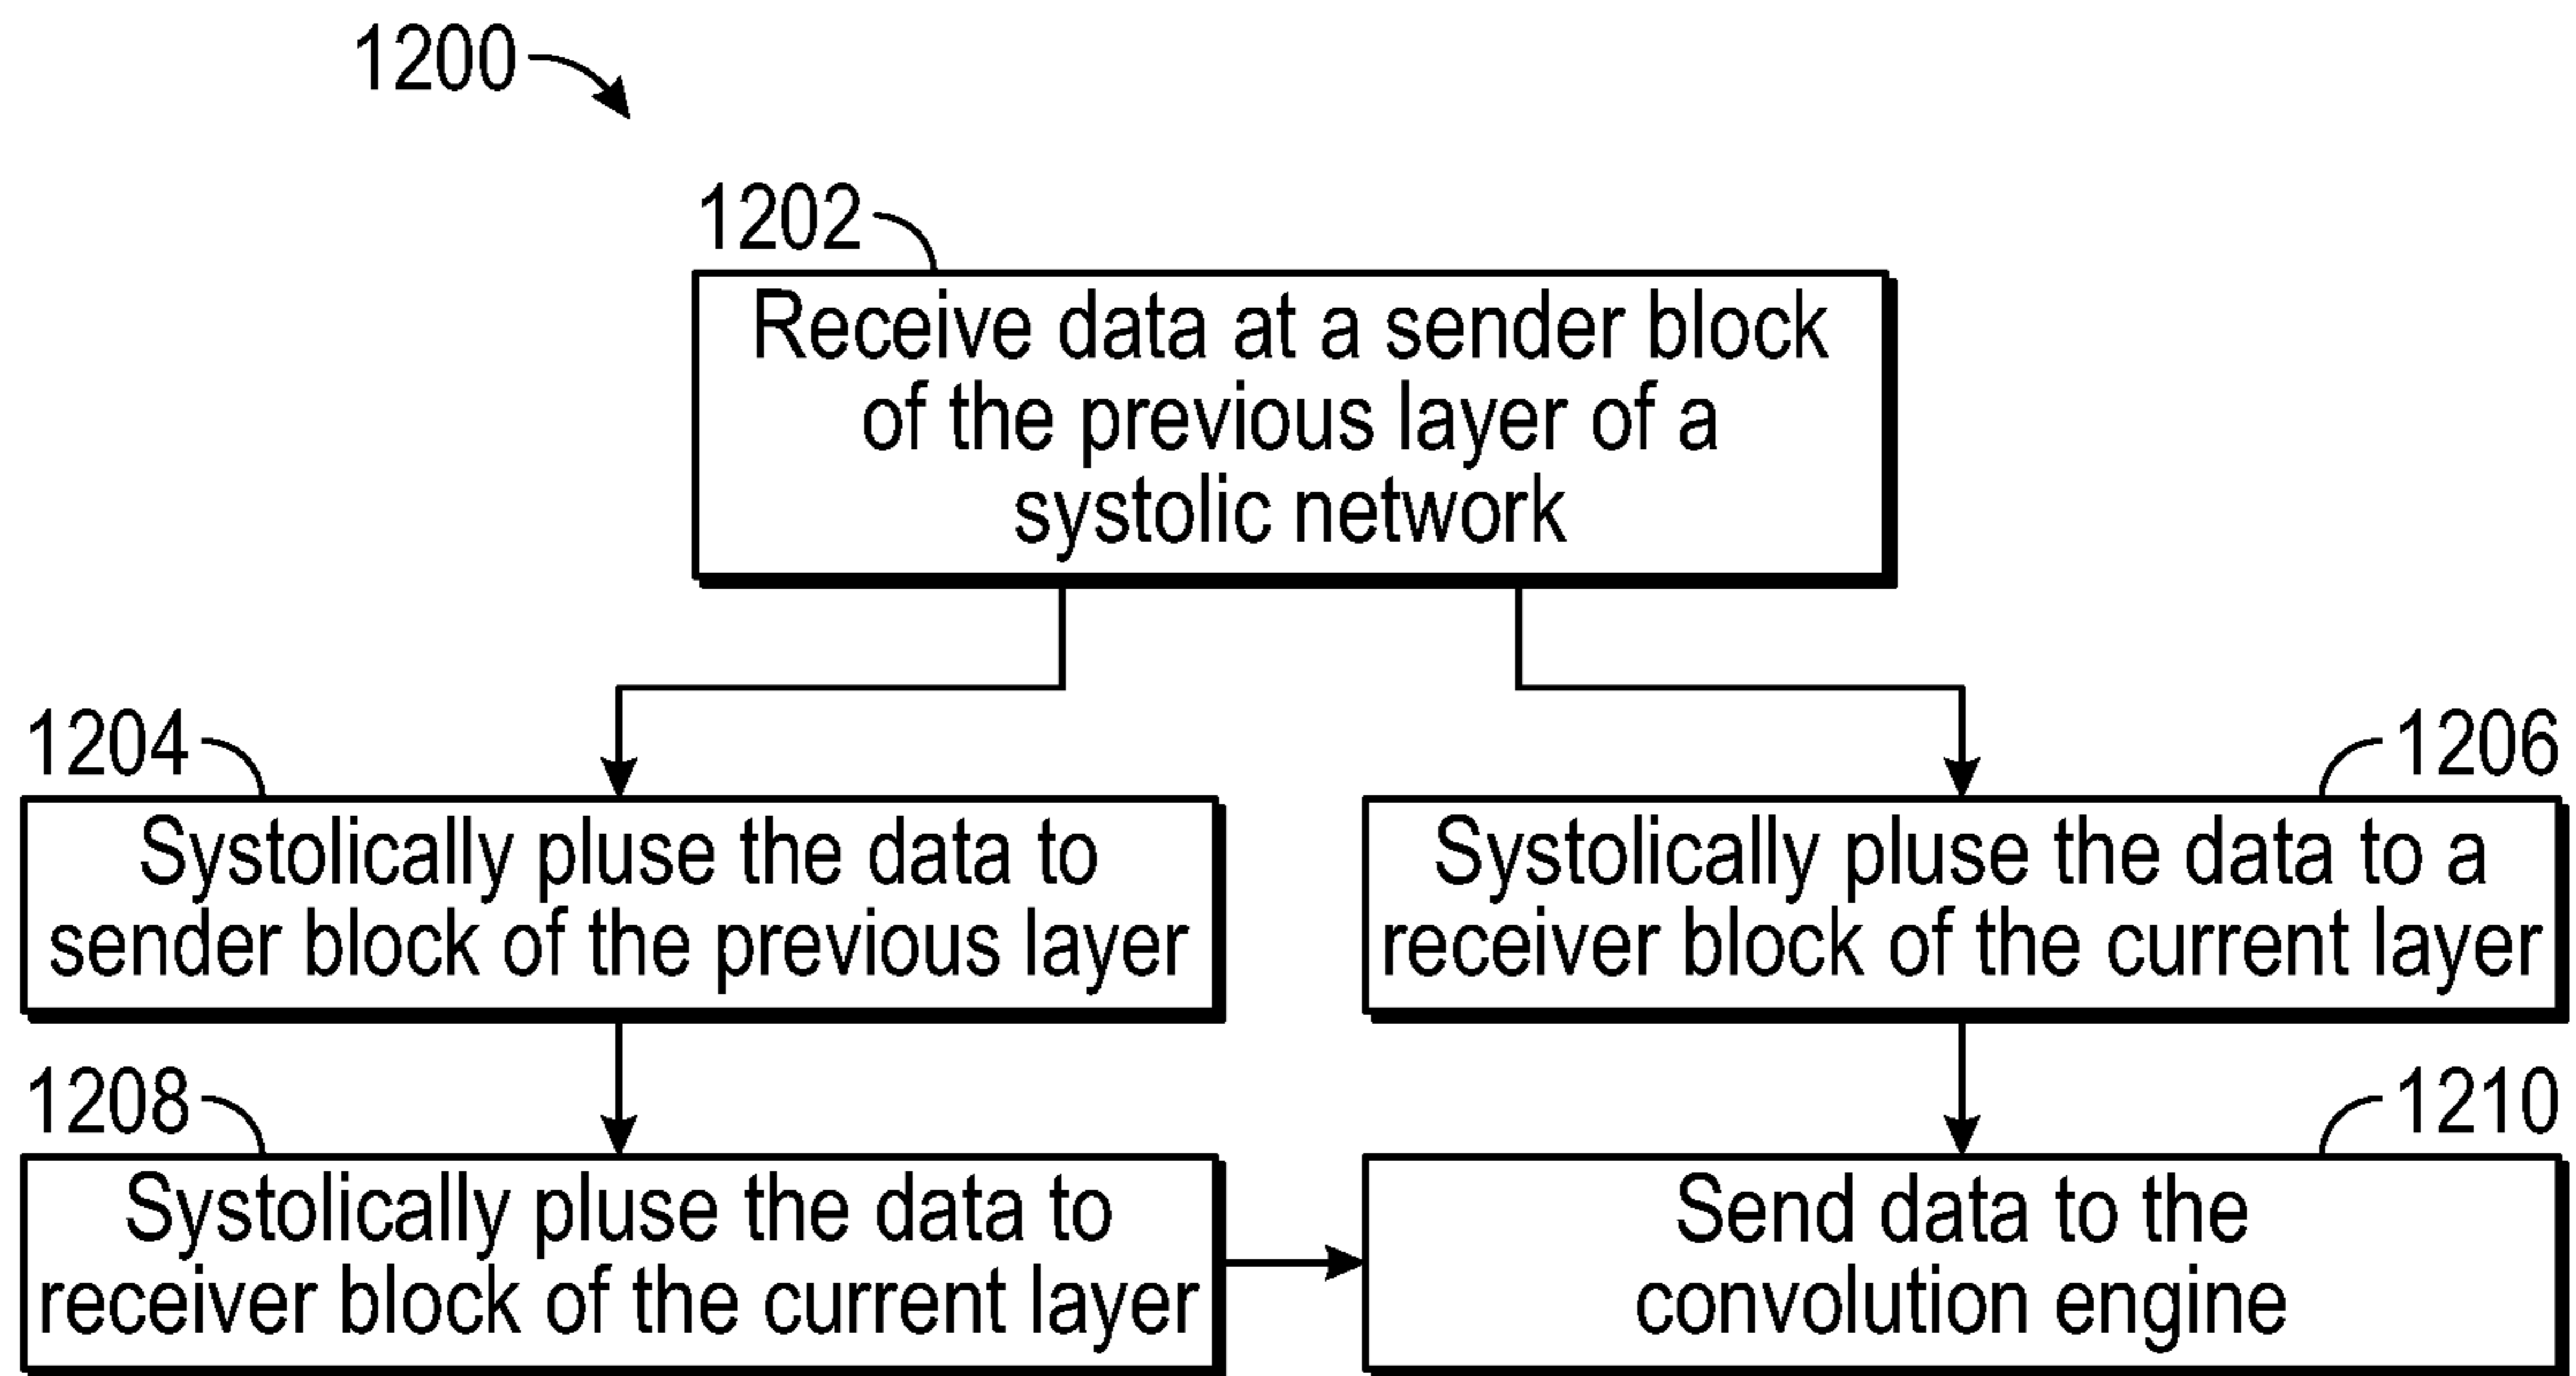 1200
1202
Receive data at a sender block
of the previous layer of a
systolic network
1204
Systolically pluse the data to
sender block of the previous layer
1206
Systolically pluse the data to a
receiver block of the current layer
1208
Systolically pluse the data to
receiver block of the current layer
1210
Send data to the
convolution engine